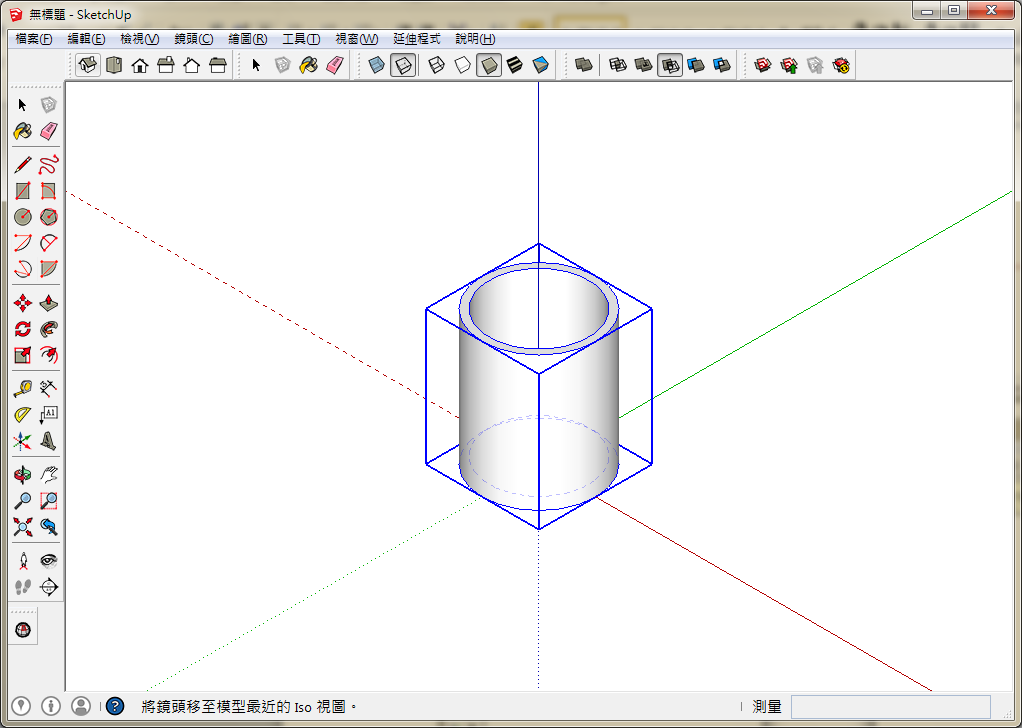 無標題 - SketchUp
檔案(F) 編輯(E) 檢視(V) 鏡頭(C) 繪圖(R) 工具(T) 視窗(W) 延伸程式 說明(H)
A1
將鏡頭移至模型最近的 Iso 視圖。
測量